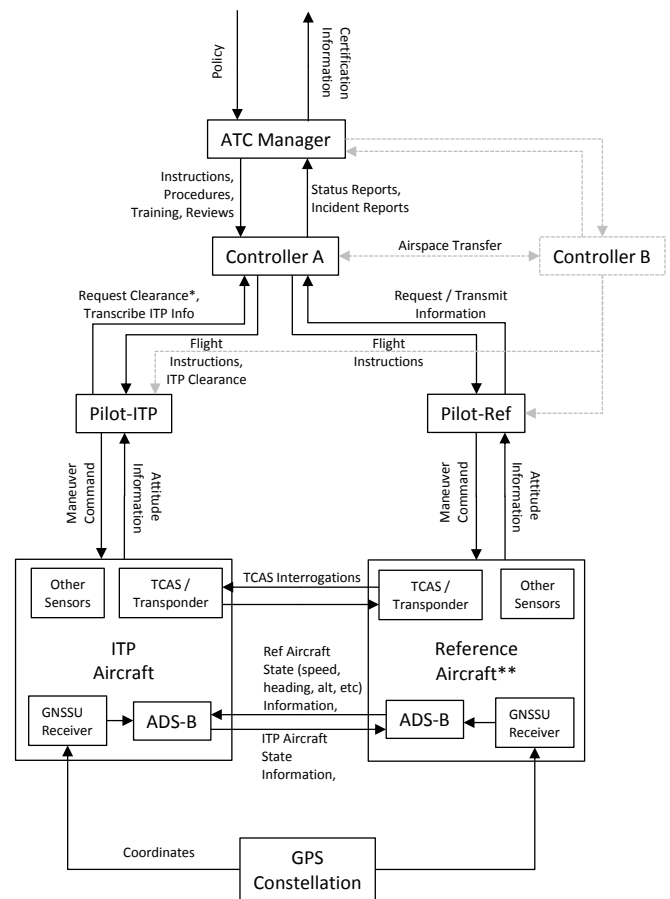 Policy
Certification
Information
ATC Manager
Instructions,
Procedures,
Training, Reviews
Status Reports,
Incident Reports
Controller A
Airspace Transfer
Controller B
Request Clearance*,
Transcribe ITP Info
Request / Transmit
Information
Flight
Instructions,
ITP Clearance
Flight
Instructions
Pilot-ITP
Pilot-Ref
Maneuver
Command
Attitude
Information
Maneuver
Command
Attitude
Information
Other
Sensors
TCAS /
Transponder
TCAS Interrogations
TCAS /
Transponder
Other
Sensors
ITP
Aircraft
Ref Aircraft
State (speed,
heading, alt, etc)
Information,
Reference
Aircraft**
GNSSU
Receiver
ADS-B
ITP Aircraft
State
Information,
ADS-B
GNSSU
Receiver
Coordinates
GPS
Constellation